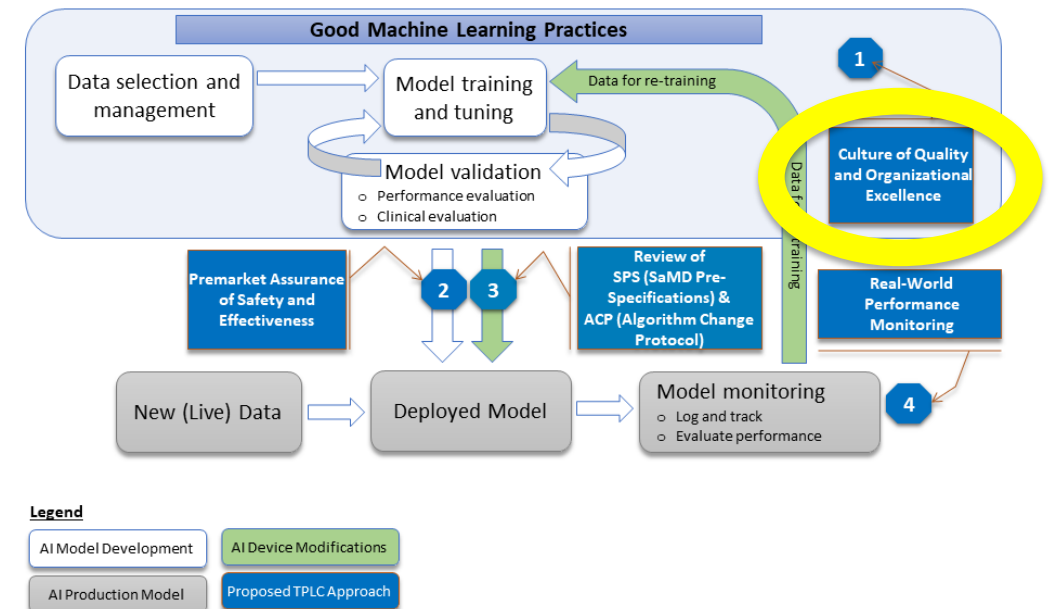 Good Machine Learning Practices
1
Data selection and
management
Model training
and tuning
Data for re-training
Model validation
o Performance evaluation
o Clinical evaluation
Culture of Quality
and Organizational
Excellence
Data training
Premarket Assurance
of Safety and
Effectiveness
2
3
Review of
SPS (SaMD Pre-
Specifications) &
ACP (Algorithm Change
Protocol)
Real-World
Performance
Monitoring
New (Live) Data
Deployed Model
Model monitoring
o Log and track
o Evaluate performance
4
Legend
AI Model Development
AI Device Modifications
AI Production Model
Proposed TPLC Approach